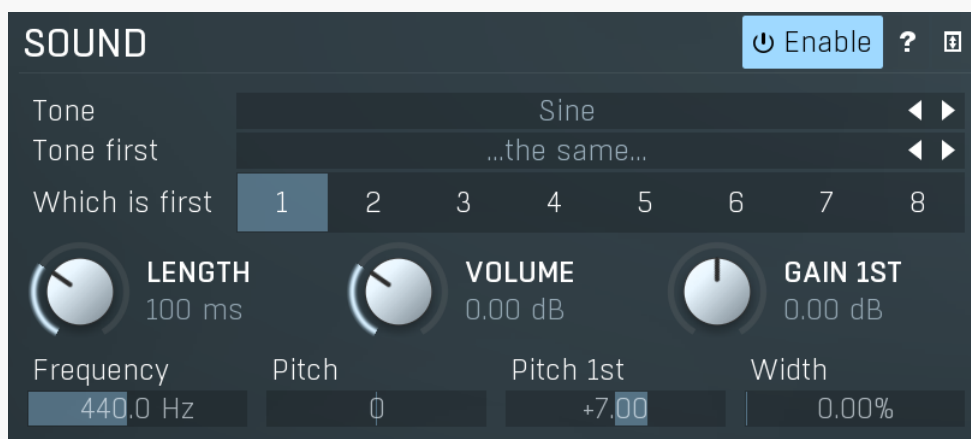 SOUND
Enable ?
Tone Sine
Tone first ...the same...
Which is first 1 2 3 4 5 6 7 8
LENGTH VOLUME GAIN 1ST
100 ms 0.00 dB 0.00 dB
Frequency Pitch Pitch 1st Width
440.0 Hz 0 +7.00 0.00%